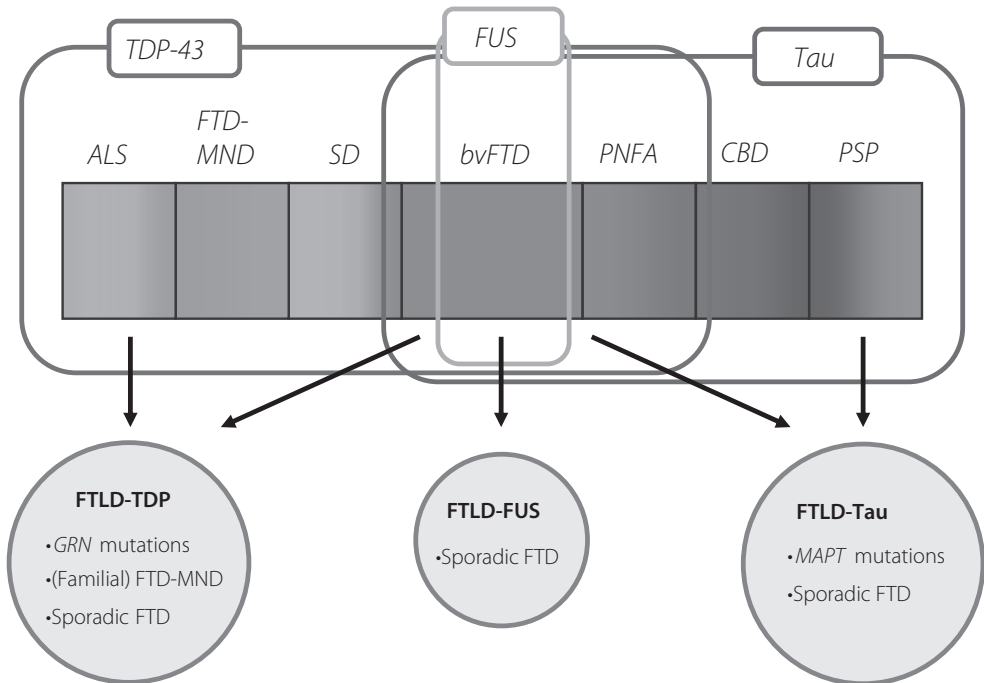 TDP-43
FUS
Tau
ALS
FTD-
MND
SD
bvFTD
PNFA
CBD
PSP
FTLD-TDP
•GRN mutations
•(Familial) FTD-MND
•Sporadic FTD
FTLD-FUS
•Sporadic FTD
FTLD-Tau
•MAPT mutations
•Sporadic FTD